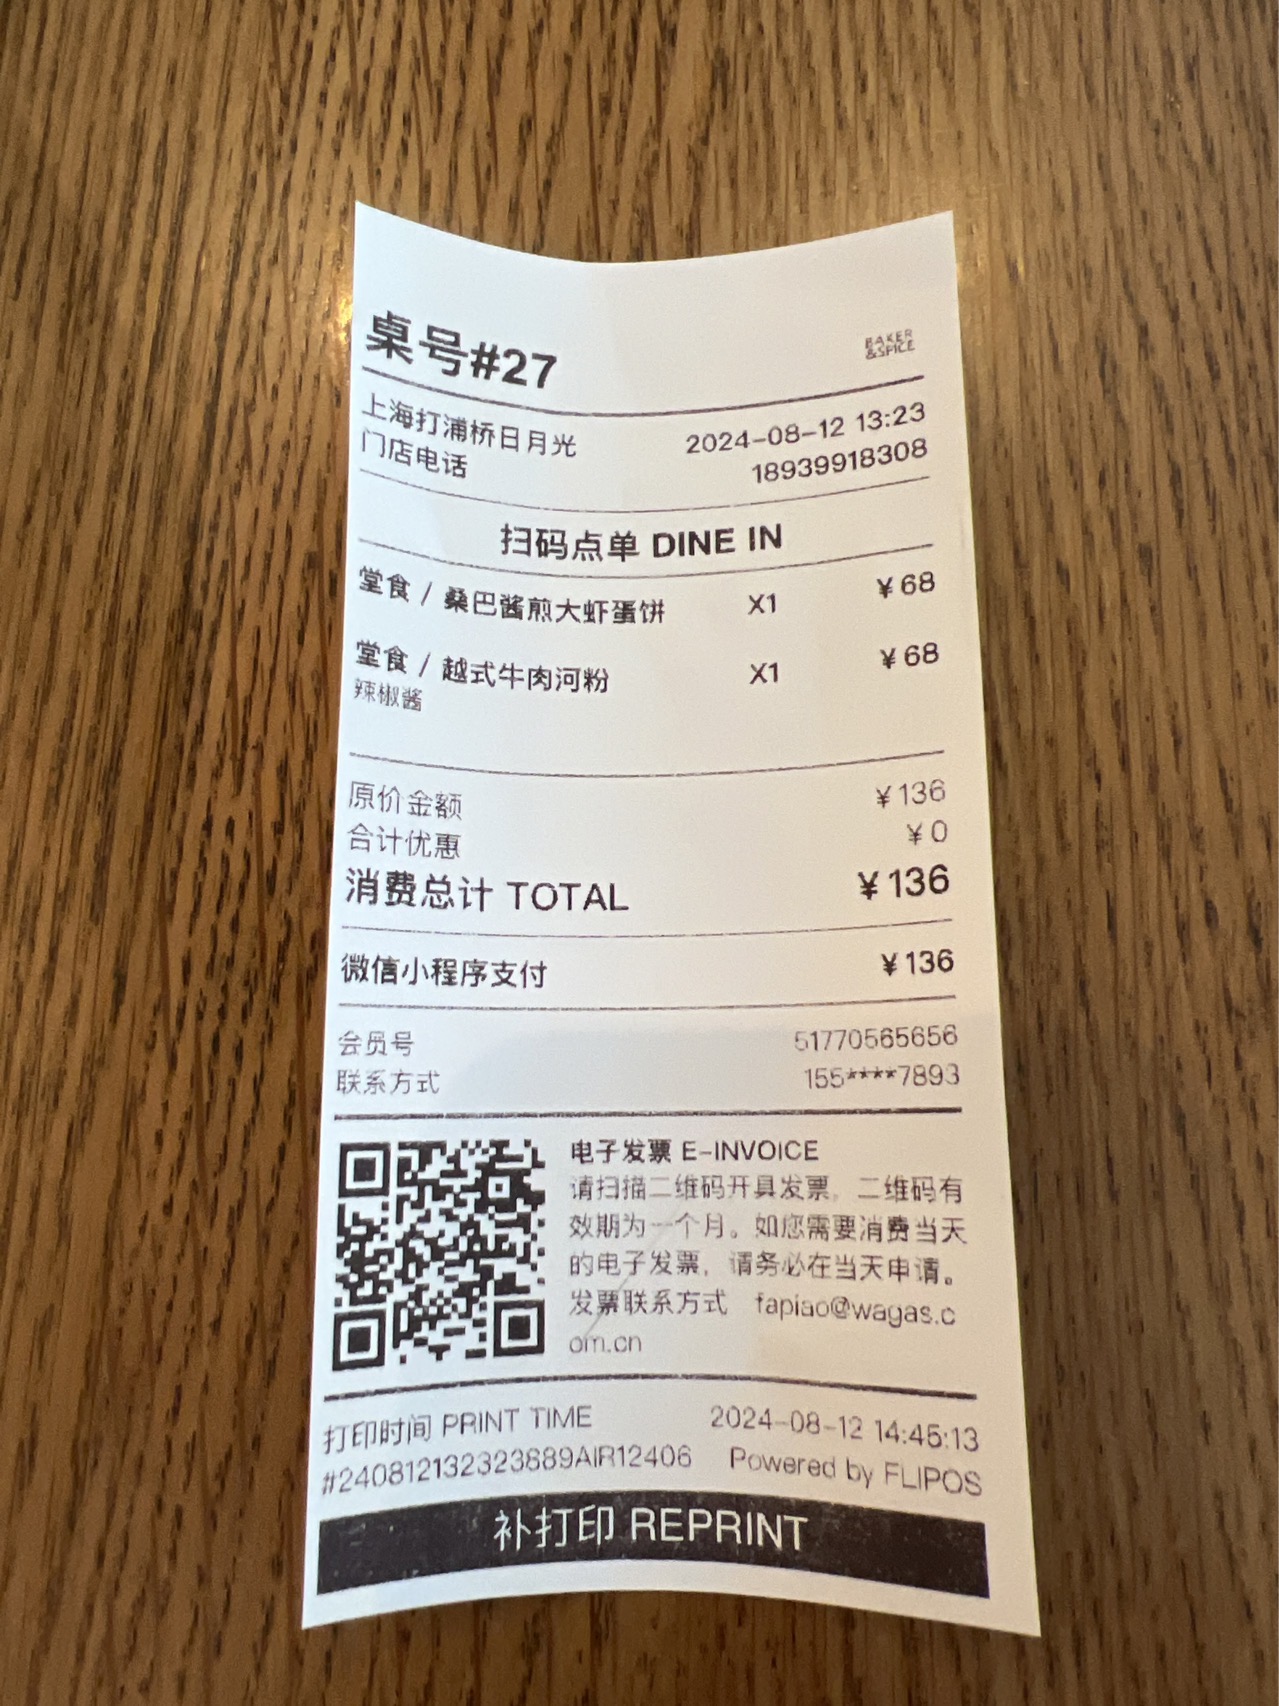 桌号#27
BAKER
&SPICE
上海打浦桥日月光 2024-08-12 13:23
门店电话 18939918308
扫码点单 DINE IN
堂食 / 桑巴酱煎大虾蛋饼 X1 ¥68
堂食 / 越式牛肉河粉 X1 ¥68
辣椒酱
原价金额 ¥136
合计优惠 ¥0
消费总计 TOTAL ¥136
微信小程序支付 ¥136
会员号 51770565656
联系方式 155****7893
电子发票 E-INVOICE
请扫描二维码开具发票, 二维码有
效期为一个月。如您需要消费当天
的电子发票, 请务必在当天申请。
发票联系方式 fapiao@wagas.c
om.cn
打印时间 PRINT TIME 2024-08-12 14:45:13
#240812132323889AIR12406 Powered by FLIPOS
补打印 REPRINT